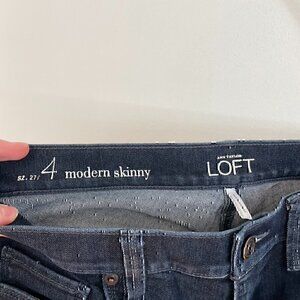 SZ. 27/4 modern skinny
ANN TAYLOR
LOFT